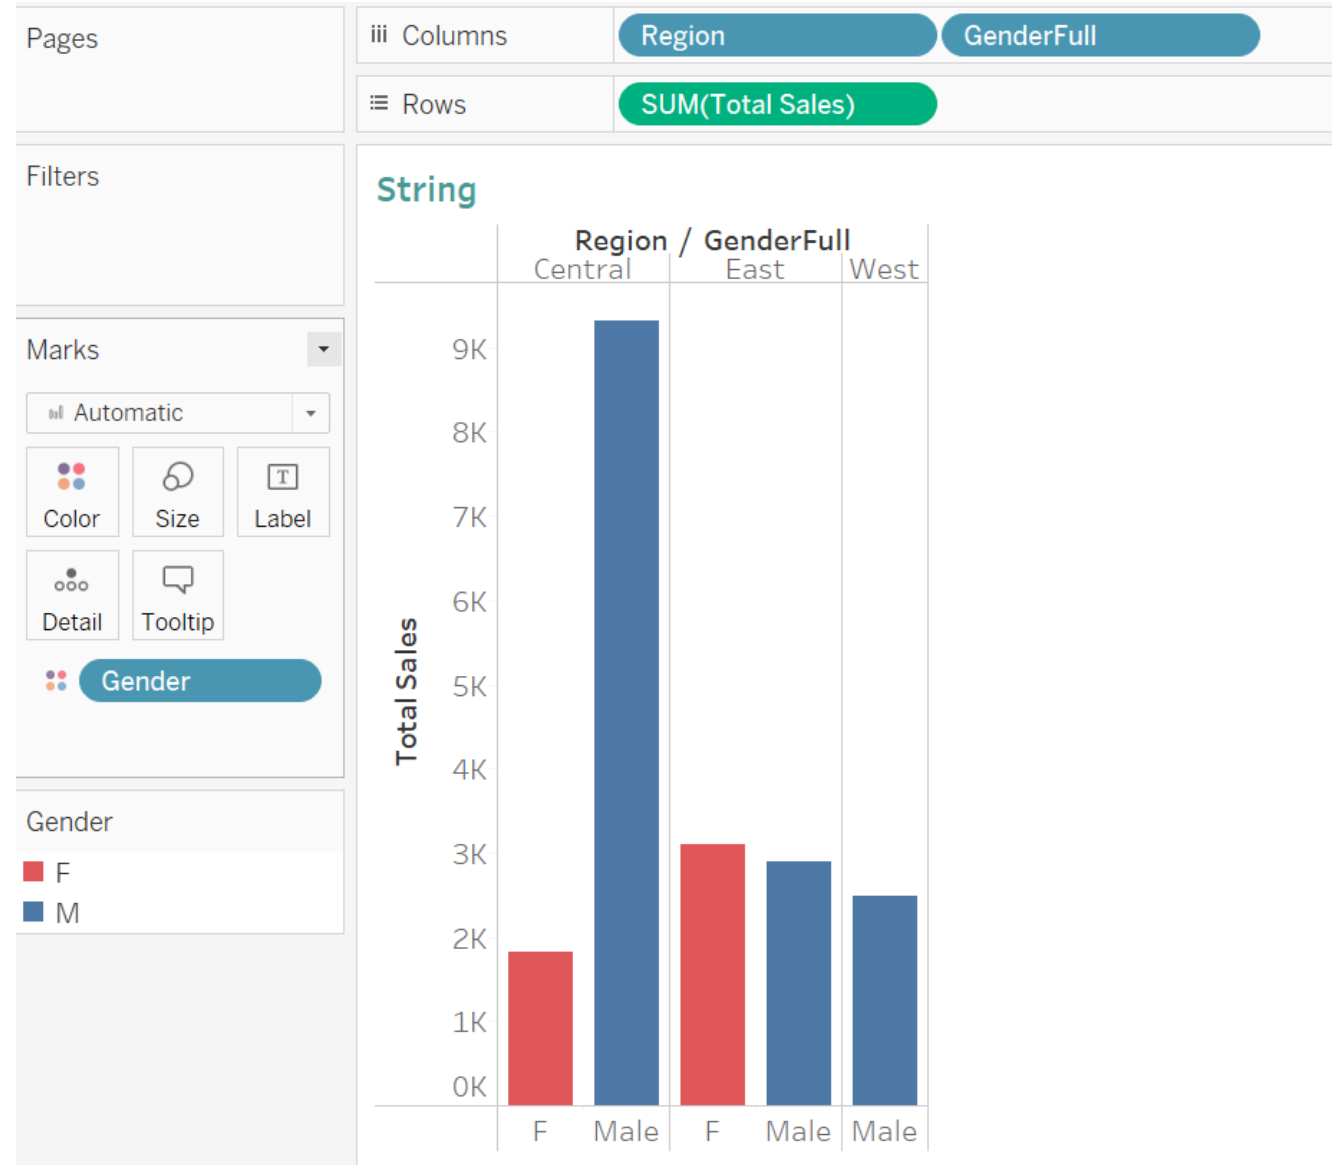 Pages
Columns Region GenderFull
Rows SUM(Total Sales)
Filters
Marks
Automatic
Color Size Label
Detail Tooltip
Gender
Gender
F
M
String
Region / GenderFull
Central East West
9K
8K
7K
6K
5K
4K
3K
2K
1K
0K
Total Sales
F Male F Male Male